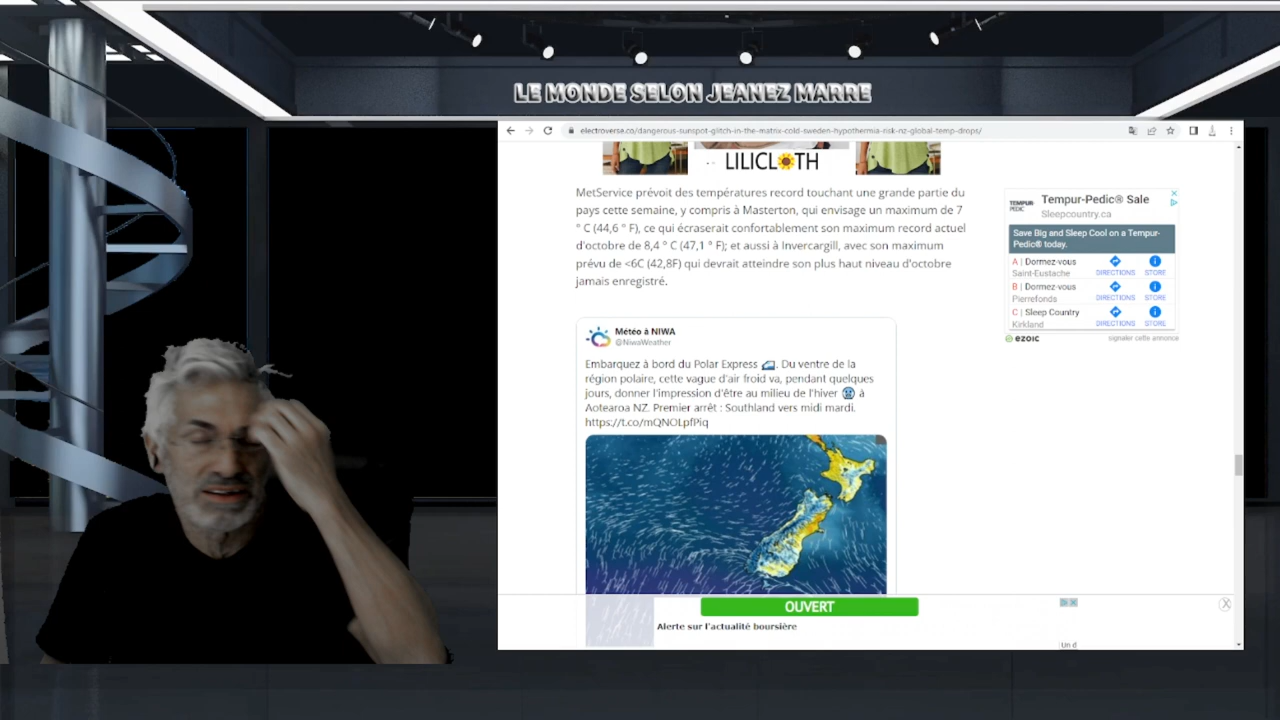 LE MONDE SELON JEANEZ MARRE
electroverse.co/dangerous-sunspot-glitch-in-the-matrix-cold-sweden-hypothermia-risk-nz-global-temp-drops/
LILICLOTH
MetService prévoit des températures record touchant une grande partie du
pays cette semaine, y compris à Masterton, qui envisage un maximum de 7
° C (44,6 ° F), ce qui écraserait confortablement son maximum record actuel
d'octobre de 8,4 ° C (47,1 ° F); et aussi à Invercargill, avec son maximum
prévu de <6C (42,8F) qui devrait atteindre son plus haut niveau d'octobre
jamais enregistré.
Météo à NIWA
@NiwaWeather
Embarquez à bord du Polar Express 🚄. Du ventre de la
région polaire, cette vague d'air froid va, pendant quelques
jours, donner l'impression d'être au milieu de l'hiver 🥶 à
Aotearoa NZ. Premier arrêt : Southland vers midi mardi.
https://t.co/mQNOLpfPiq
TEMPUR-PEDIC
Tempur-Pedic® Sale
Sleepcountry.ca
Save Big and Sleep Cool on a Tempur-
Pedic® today.
A | Dormez-vous
Saint-Eustache
DIRECTIONS STORE
B | Dormez-vous
Pierrefonds
DIRECTIONS STORE
C | Sleep Country
Kirkland
DIRECTIONS STORE
ezoic
signaler cette annonce
OUVERT
Alerte sur l'actualité boursière
Un d